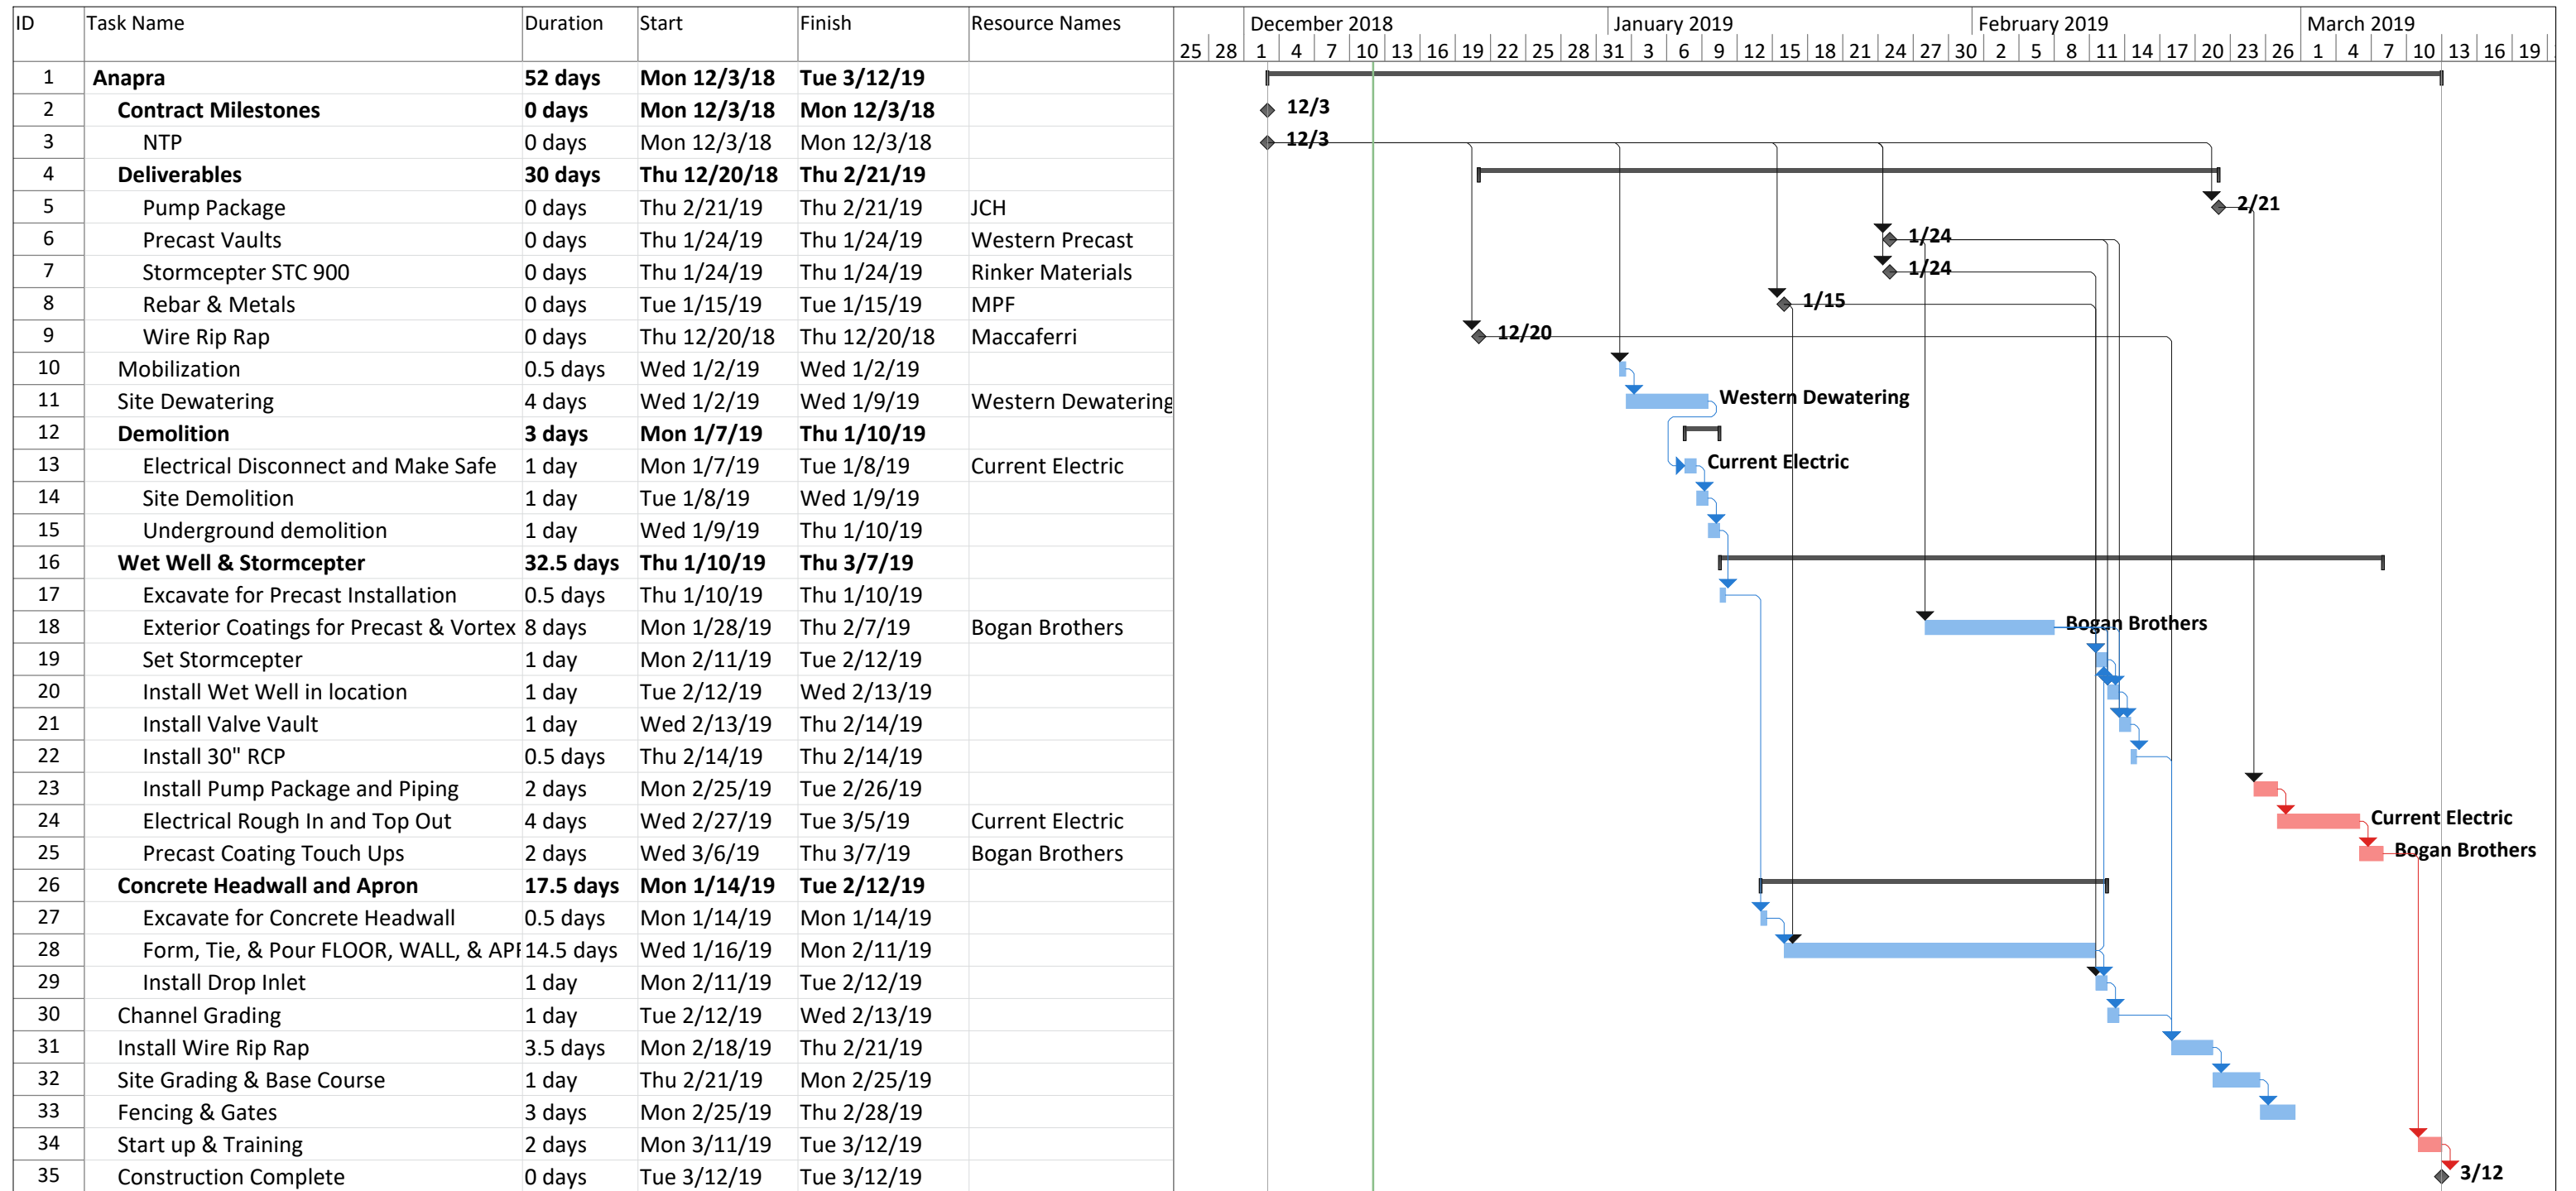 ID Task Name Duration Start Finish Resource Names December 2018 January 2019 February 2019 March 2019
25 28 1 4 7 10 13 16 19 22 25 28 31 3 6 9 12 15 18 21 24 27 30 2 5 8 11 14 17 20 23 26 1 4 7 10 13 16 19
1 Anapra 52 days Mon 12/3/18 Tue 3/12/19
2 Contract Milestones 0 days Mon 12/3/18 Mon 12/3/18 12/3
3 NTP 0 days Mon 12/3/18 Mon 12/3/18 12/3
4 Deliverables 30 days Thu 12/20/18 Thu 2/21/19
5 Pump Package 0 days Thu 2/21/19 Thu 2/21/19 JCH 2/21
6 Precast Vaults 0 days Thu 1/24/19 Thu 1/24/19 Western Precast 1/24
7 Stormcepter STC 900 0 days Thu 1/24/19 Thu 1/24/19 Rinker Materials 1/24
8 Rebar & Metals 0 days Tue 1/15/19 Tue 1/15/19 MPF 1/15
9 Wire Rip Rap 0 days Thu 12/20/18 Thu 12/20/18 Maccaferri 12/20
10 Mobilization 0.5 days Wed 1/2/19 Wed 1/2/19
11 Site Dewatering 4 days Wed 1/2/19 Wed 1/9/19 Western Dewatering Western Dewatering
12 Demolition 3 days Mon 1/7/19 Thu 1/10/19
13 Electrical Disconnect and Make Safe 1 day Mon 1/7/19 Tue 1/8/19 Current Electric Current Electric
14 Site Demolition 1 day Tue 1/8/19 Wed 1/9/19
15 Underground demolition 1 day Wed 1/9/19 Thu 1/10/19
16 Wet Well & Stormcepter 32.5 days Thu 1/10/19 Thu 3/7/19
17 Excavate for Precast Installation 0.5 days Thu 1/10/19 Thu 1/10/19
18 Exterior Coatings for Precast & Vortex 8 days Mon 1/28/19 Thu 2/7/19 Bogan Brothers Bogan Brothers
19 Set Stormcepter 1 day Mon 2/11/19 Tue 2/12/19
20 Install Wet Well in location 1 day Tue 2/12/19 Wed 2/13/19
21 Install Valve Vault 1 day Wed 2/13/19 Thu 2/14/19
22 Install 30" RCP 0.5 days Thu 2/14/19 Thu 2/14/19
23 Install Pump Package and Piping 2 days Mon 2/25/19 Tue 2/26/19
24 Electrical Rough In and Top Out 4 days Wed 2/27/19 Tue 3/5/19 Current Electric Current Electric
25 Precast Coating Touch Ups 2 days Wed 3/6/19 Thu 3/7/19 Bogan Brothers Bogan Brothers
26 Concrete Headwall and Apron 17.5 days Mon 1/14/19 Tue 2/12/19
27 Excavate for Concrete Headwall 0.5 days Mon 1/14/19 Mon 1/14/19
28 Form, Tie, & Pour FLOOR, WALL, & 14.5 days Wed 1/16/19 Mon 2/11/19
29 Install Drop Inlet 1 day Mon 2/11/19 Tue 2/12/19
30 Channel Grading 1 day Tue 2/12/19 Wed 2/13/19
31 Install Wire Rip Rap 3.5 days Mon 2/18/19 Thu 2/21/19
32 Site Grading & Base Course 1 day Thu 2/21/19 Mon 2/25/19
33 Fencing & Gates 3 days Mon 2/25/19 Thu 2/28/19
34 Start up & Training 2 days Mon 3/11/19 Tue 3/12/19
35 Construction Complete 0 days Tue 3/12/19 Tue 3/12/19 3/12